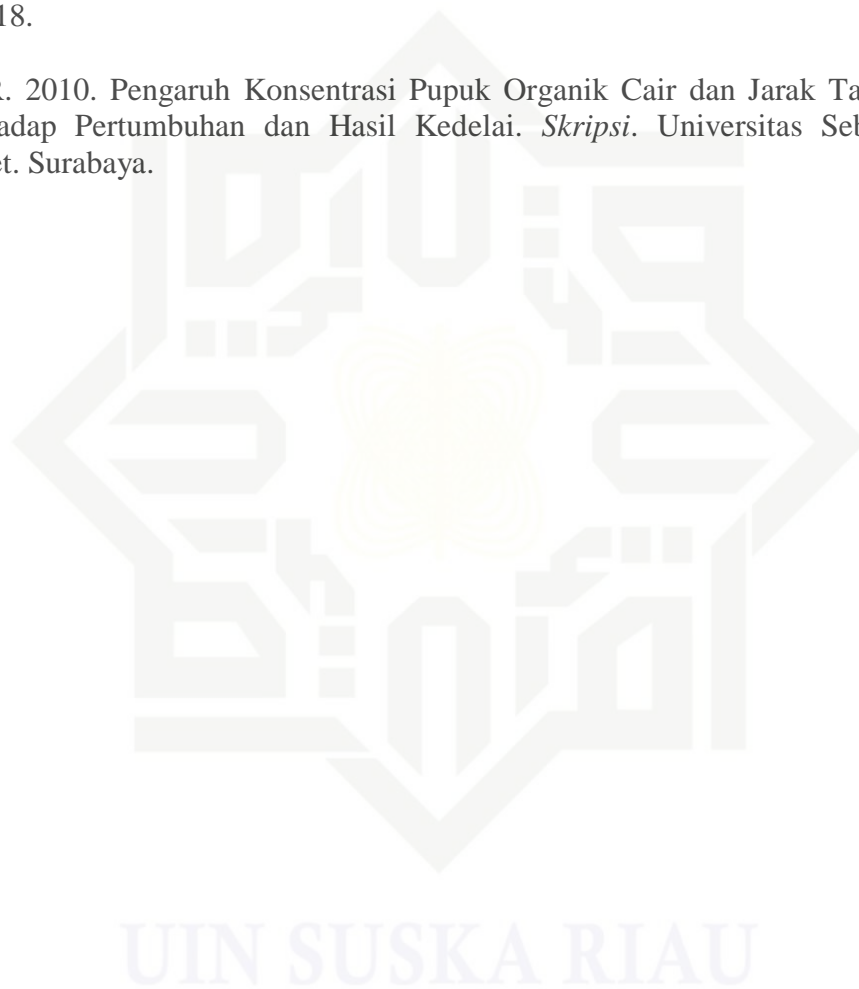 18.
R. 2010. Pengaruh Konsentrasi Pupuk Organik Cair dan Jarak Ta
adap Pertumbuhan dan Hasil Kedelai. Skripsi. Universitas Seb
et. Surabaya.
UIN SUSKA RIAU